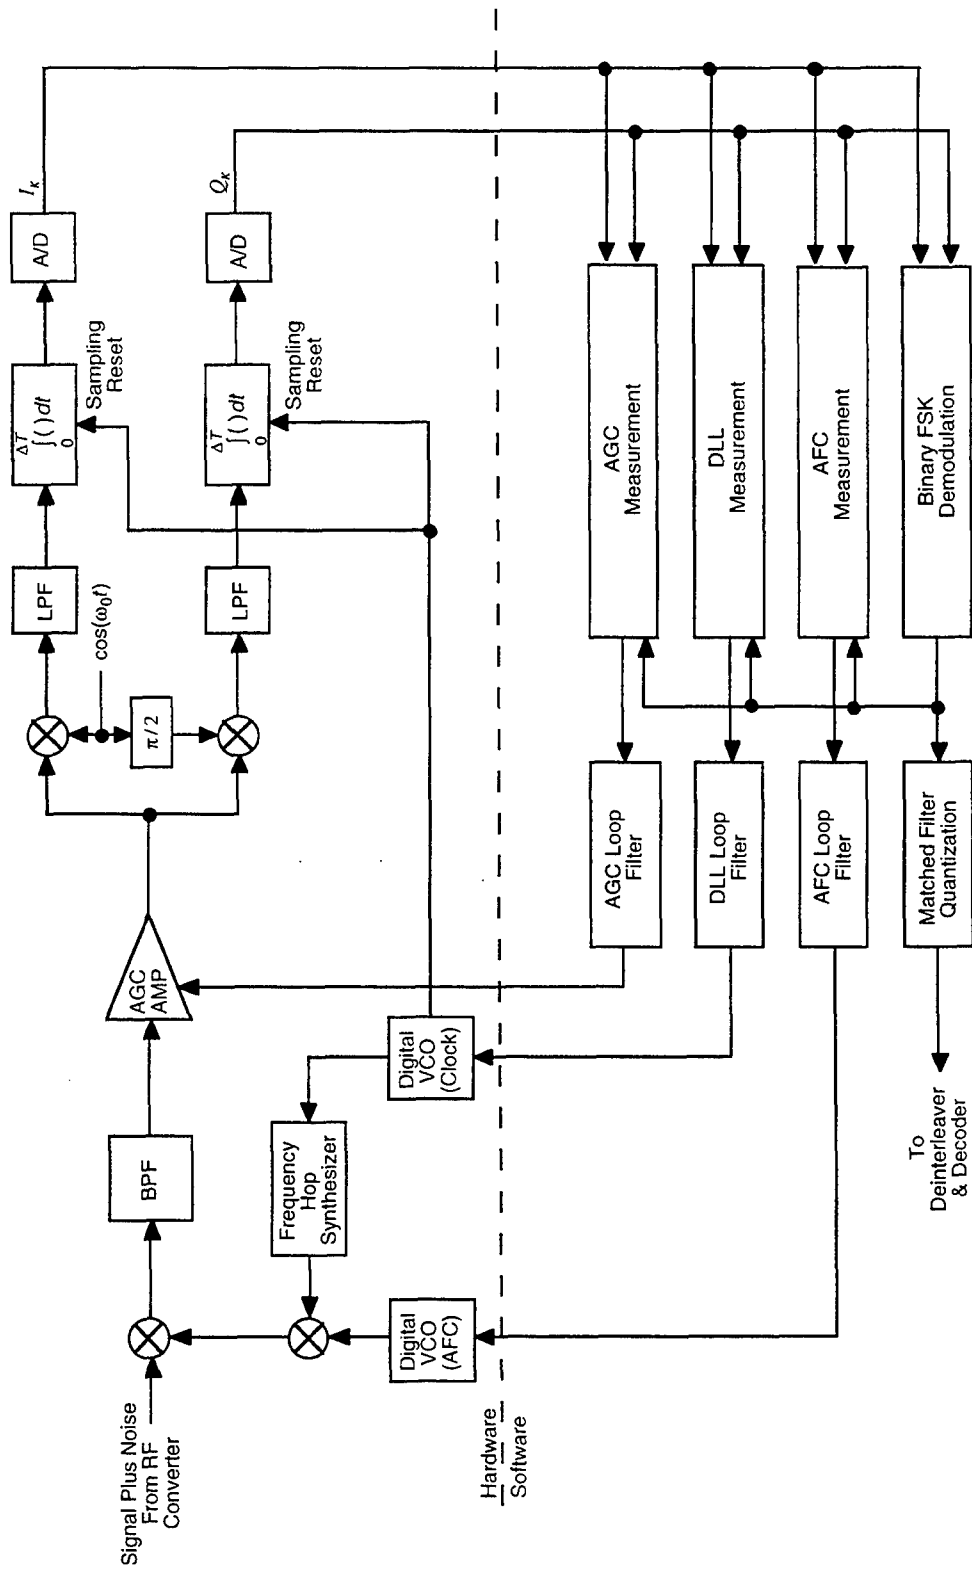 Signal Plus Noise
From RF
Converter
BPF
AGC
AMP
cos(ω₀t)
π/2
LPF
LPF
ΔT
∫( )dt
0
Sampling
Reset
ΔT
∫( )dt
0
Sampling
Reset
A/D
A/D
I_K
Q_K
Frequency
Hop
Synthesizer
Digital
VCO
(Clock)
Digital
VCO
(AFC)
Hardware
Software
AGC Loop
Filter
AGC
Measurement
DLL Loop
Filter
DLL
Measurement
AFC Loop
Filter
AFC
Measurement
Matched Filter
Quantization
Binary FSK
Demodulation
To
Deinterleaver
& Decoder